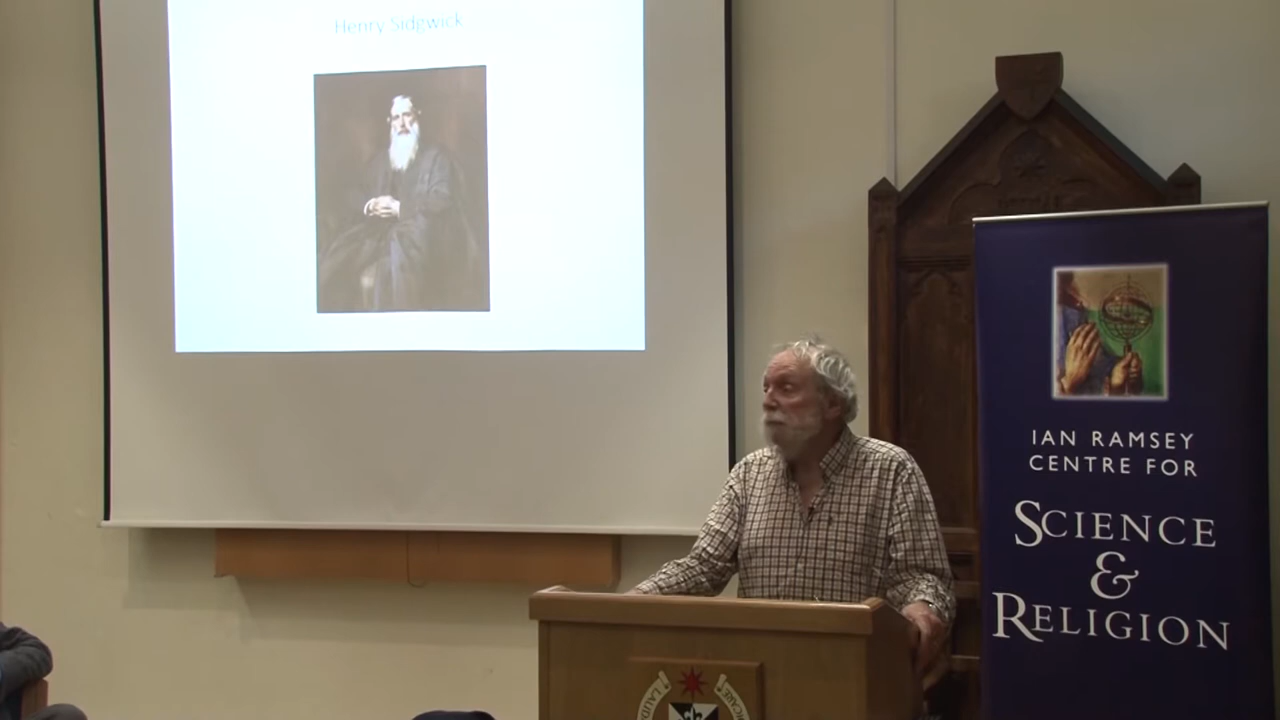 Henry Sidgwick
IAN RAMSEY
CENTRE FOR
SCIENCE
&
RELIGION